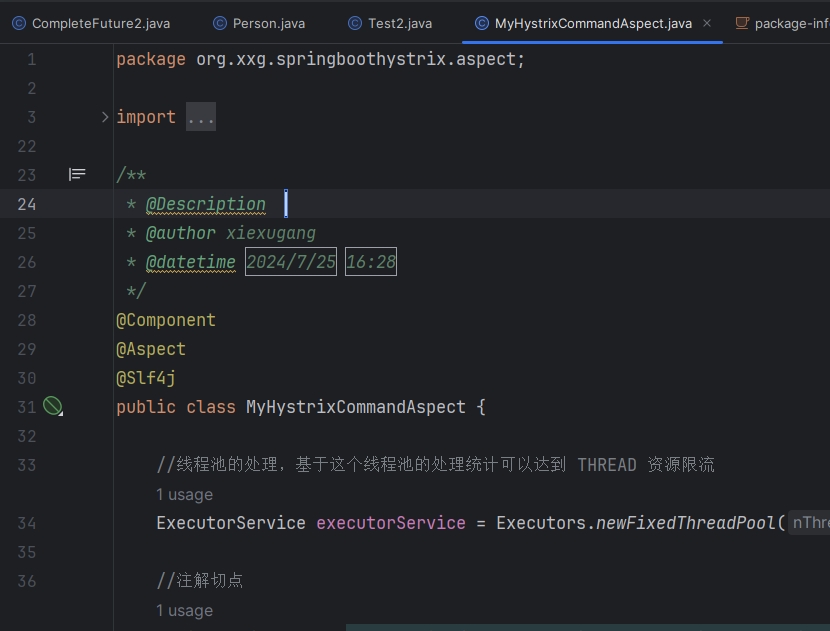 CompleteFuture2.java Person.java Test2.java MyHystrixCommandAspect.java package-inf
1 package org.xxg.springboothystrix.aspect;
2
3 import ...
22
23 /**
24 * @Description
25 * @author xiexugang
26 * @datetime 2024/7/25 16:28
27 */
28 @Component
29 @Aspect
30 @Slf4j
31 public class MyHystrixCommandAspect {
32
33 //线程池的处理，基于这个线程池的处理统计可以达到 THREAD 资源限流
1 usage
34 ExecutorService executorService = Executors.newFixedThreadPool( nThre
35
36 //注解切点
1 usage